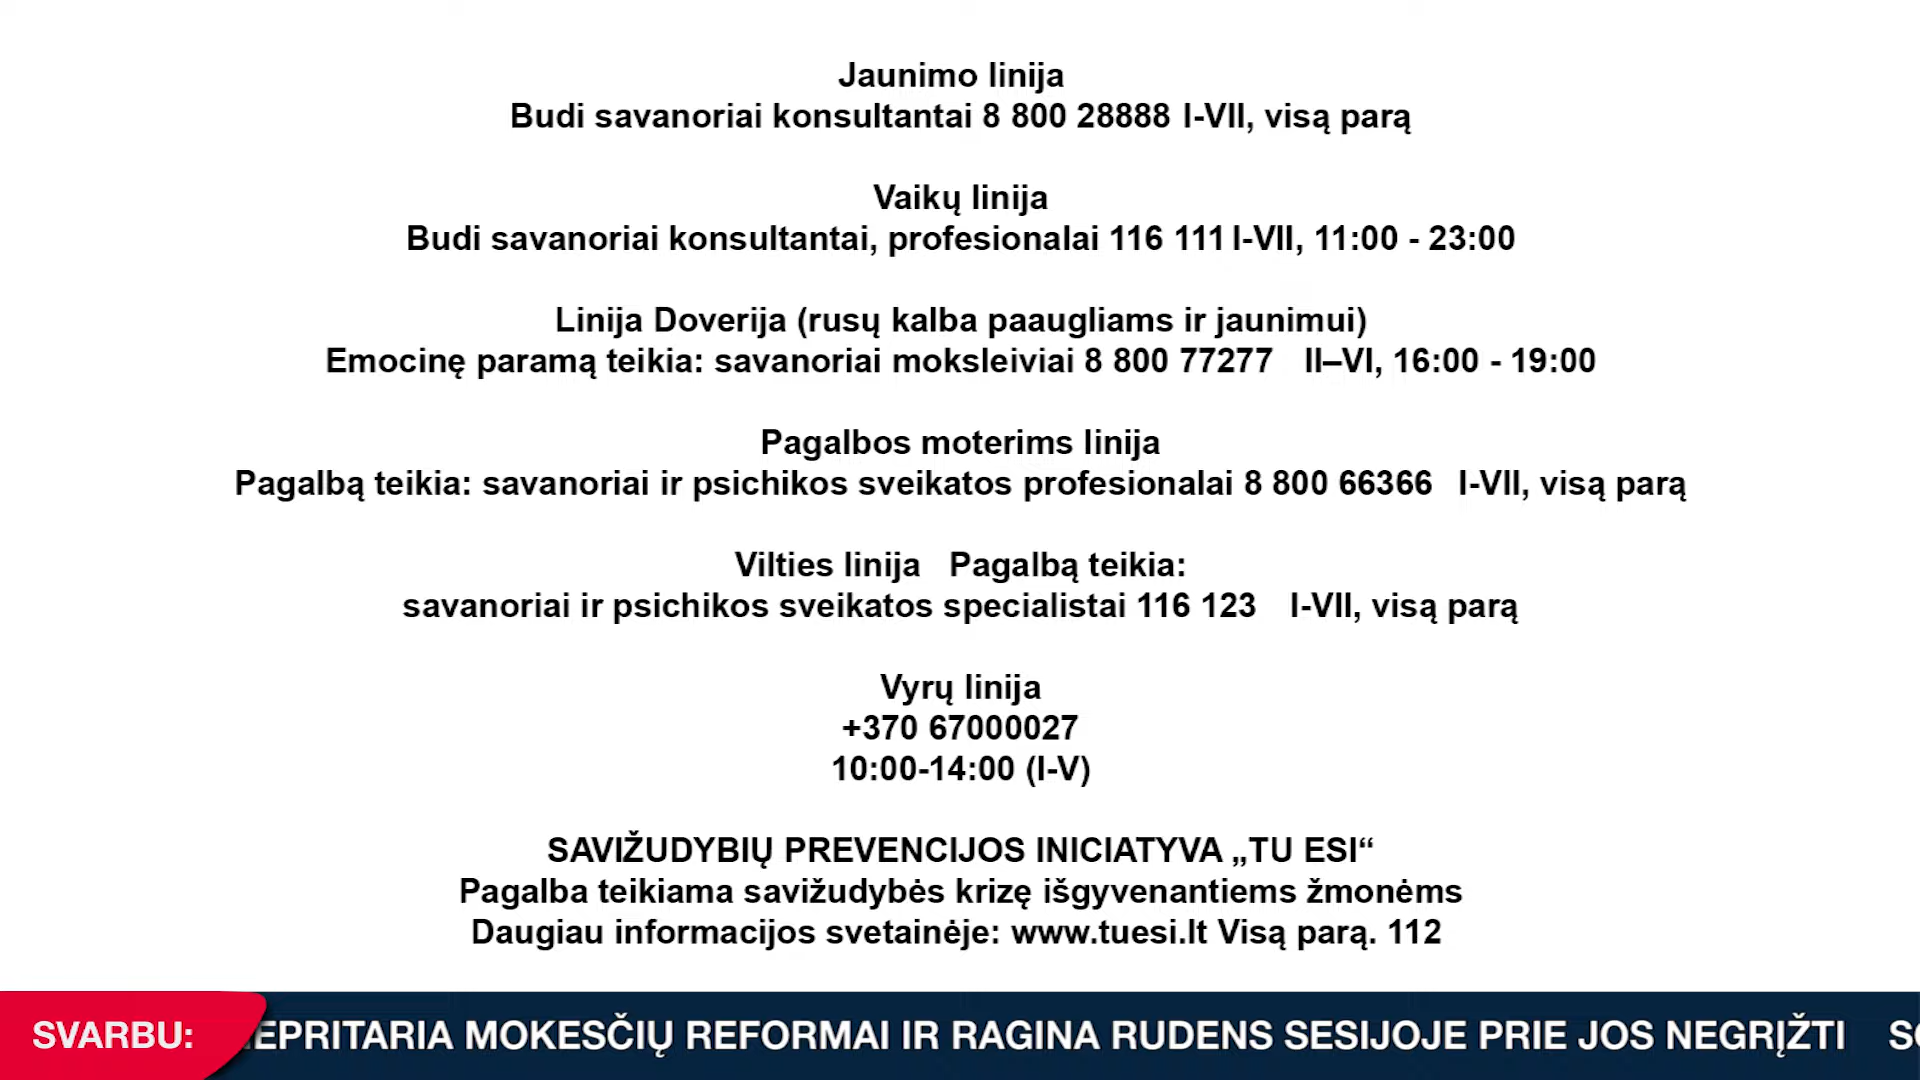 Jaunimo linija
Budi savanoriai konsultantai 8 800 28888 I-VII, visą parą
Vaikų linija
Budi savanoriai konsultantai, profesionalai 116 111 I-VII, 11:00 - 23:00
Linija Doverija (rusų kalba paaugliams ir jaunimui)
Emocinę paramą teikia: savanoriai moksleiviai 8 800 77277 II–VI, 16:00 - 19:00
Pagalbos moterims linija
Pagalbą teikia: savanoriai ir psichikos sveikatos profesionalai 8 800 66366 I-VII, visą parą
Vilties linija Pagalbą teikia:
savanoriai ir psichikos sveikatos specialistai 116 123 I-VII, visą parą
Vyrų linija
+370 67000027
10:00-14:00 (I-V)
SAVIŽUDYBIŲ PREVENCIJOS INICIATYVA „TU ESI“
Pagalba teikiama savižudybės krizę išgyvenantiems žmonėms
Daugiau informacijos svetainėje: www.tuesi.lt Visą parą. 112
SVARBU: EPRITARIA MOKESČIŲ REFORMAI IR RAGINA RUDENS SESIJOJE PRIE JOS NEGRĮŽTI